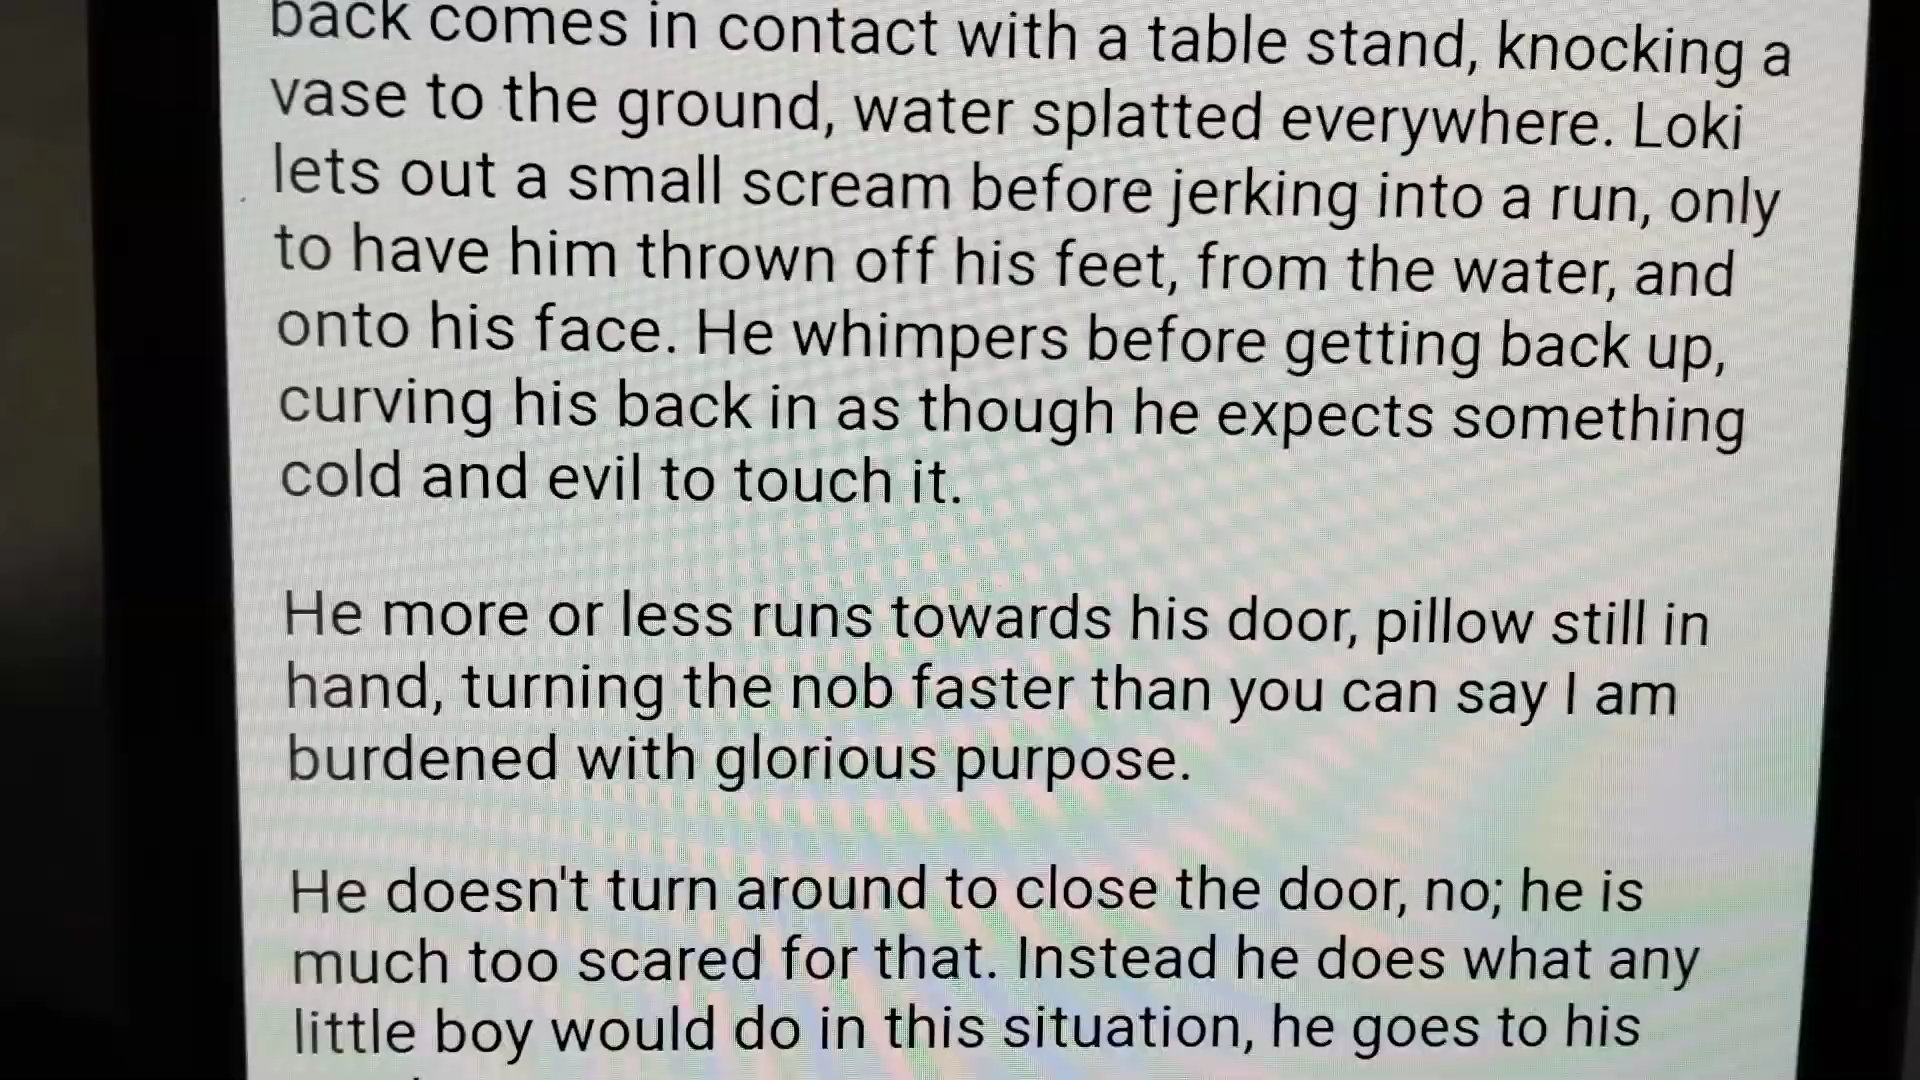 back comes in contact with a table stand, knocking a
vase to the ground, water splatted everywhere. Loki
lets out a small scream before jerking into a run, only
to have him thrown off his feet, from the water, and
onto his face. He whimpers before getting back up,
curving his back in as though he expects something
cold and evil to touch it.
He more or less runs towards his door, pillow still in
hand, turning the nob faster than you can say I am
burdened with glorious purpose.
He doesn't turn around to close the door, no; he is
much too scared for that. Instead he does what any
little boy would do in this situation, he goes to his